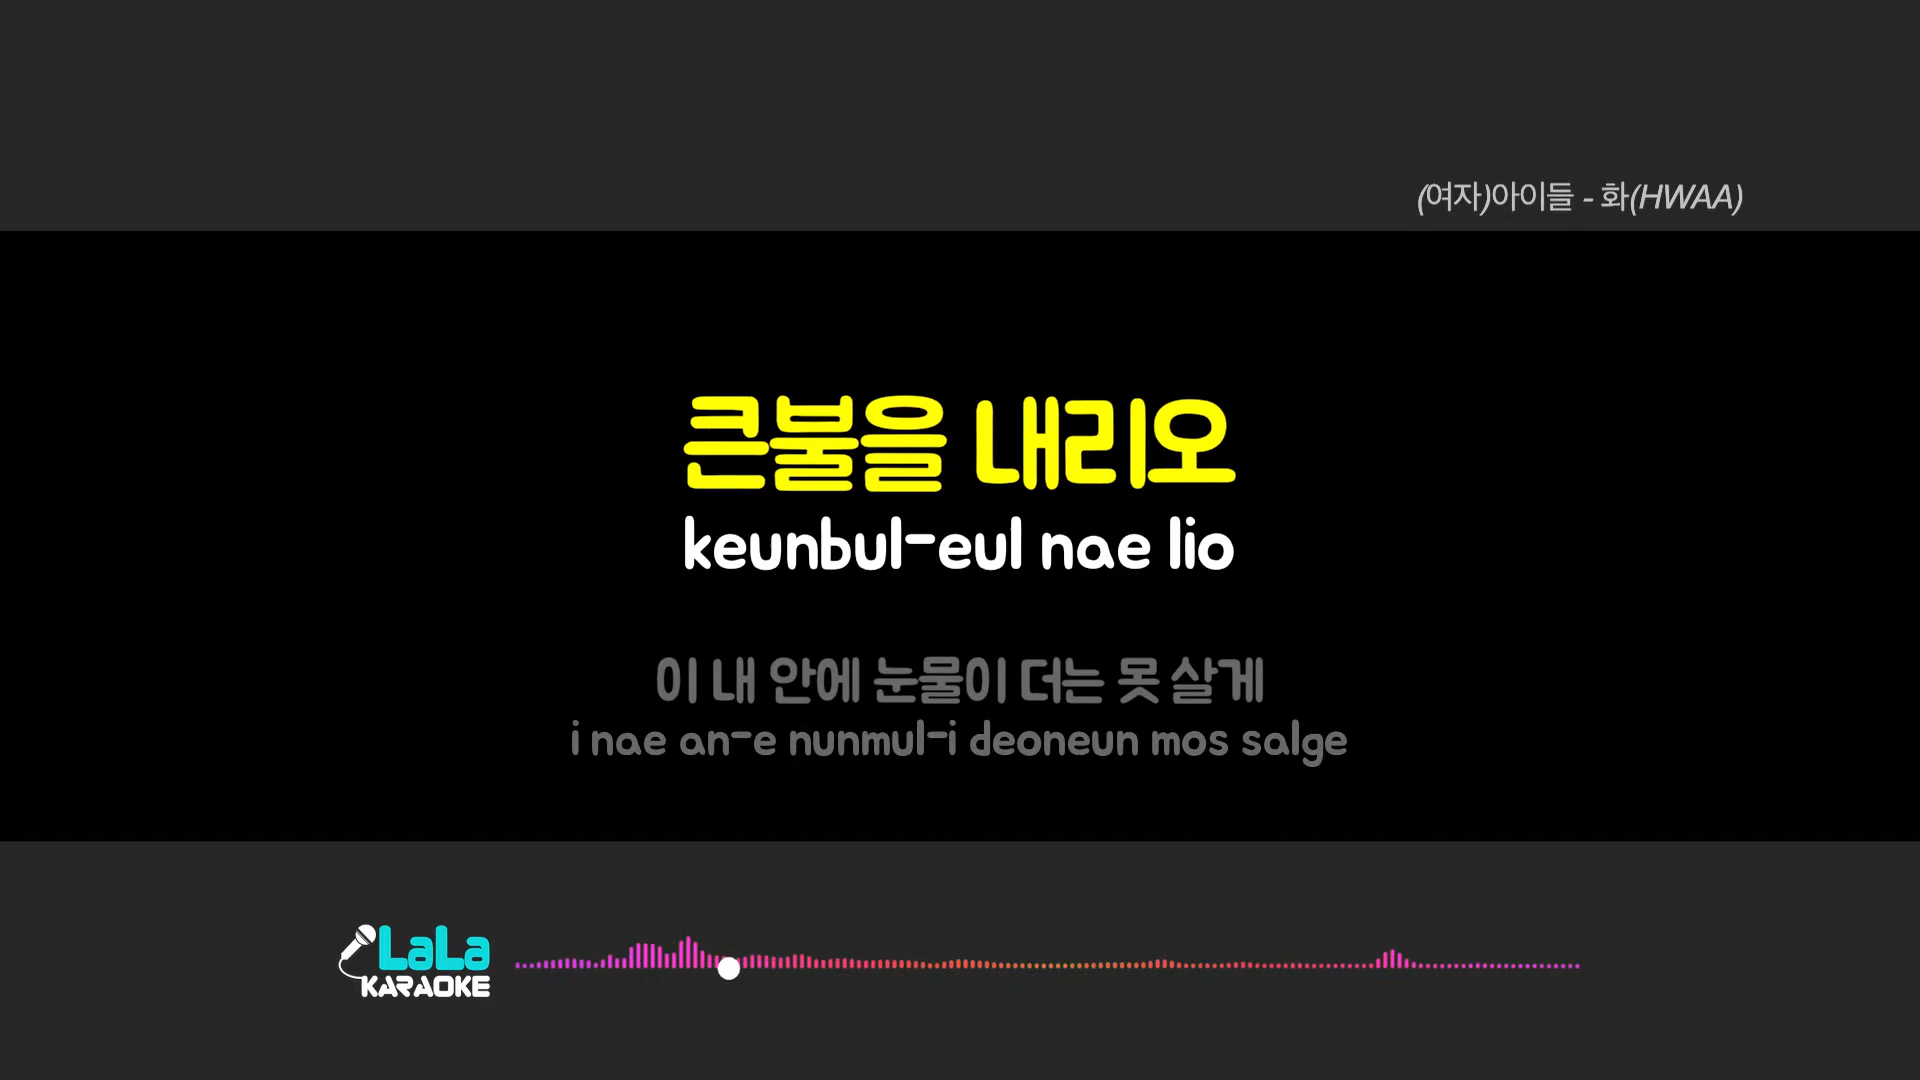 (여자)아이들 - 화(HWAA)
큰불을 내리오
keunbul-eul nae lio
이 내 안에 눈물이 더는 못 살게
i nae an-e nunmul-i deoneun mos salge
LaLa
KARAOKE